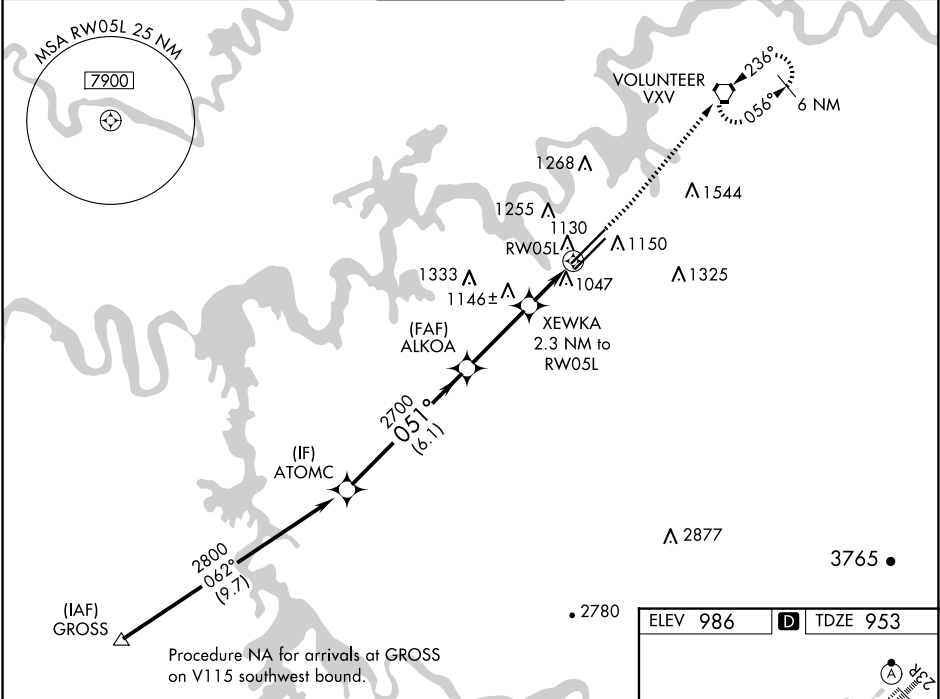 MSA RW05L 25 NM
7900
VOLUNTEER
VXV
236°
056°
6 NM
1268
1544
1255
1130
RW05L
1150
1333
1146±
1047
1325
XEWKA
2.3 NM to
RW05L
(FAF)
ALKOA
2700
051°
(6.1)
(IF)
ATOMC
2877
3765
2800
062°
(9.7)
(IAF)
GROSS
2780
Procedure NA for arrivals at GROSS
on V115 southwest bound.
ELEV 986
D
TDZE 953
A
23R